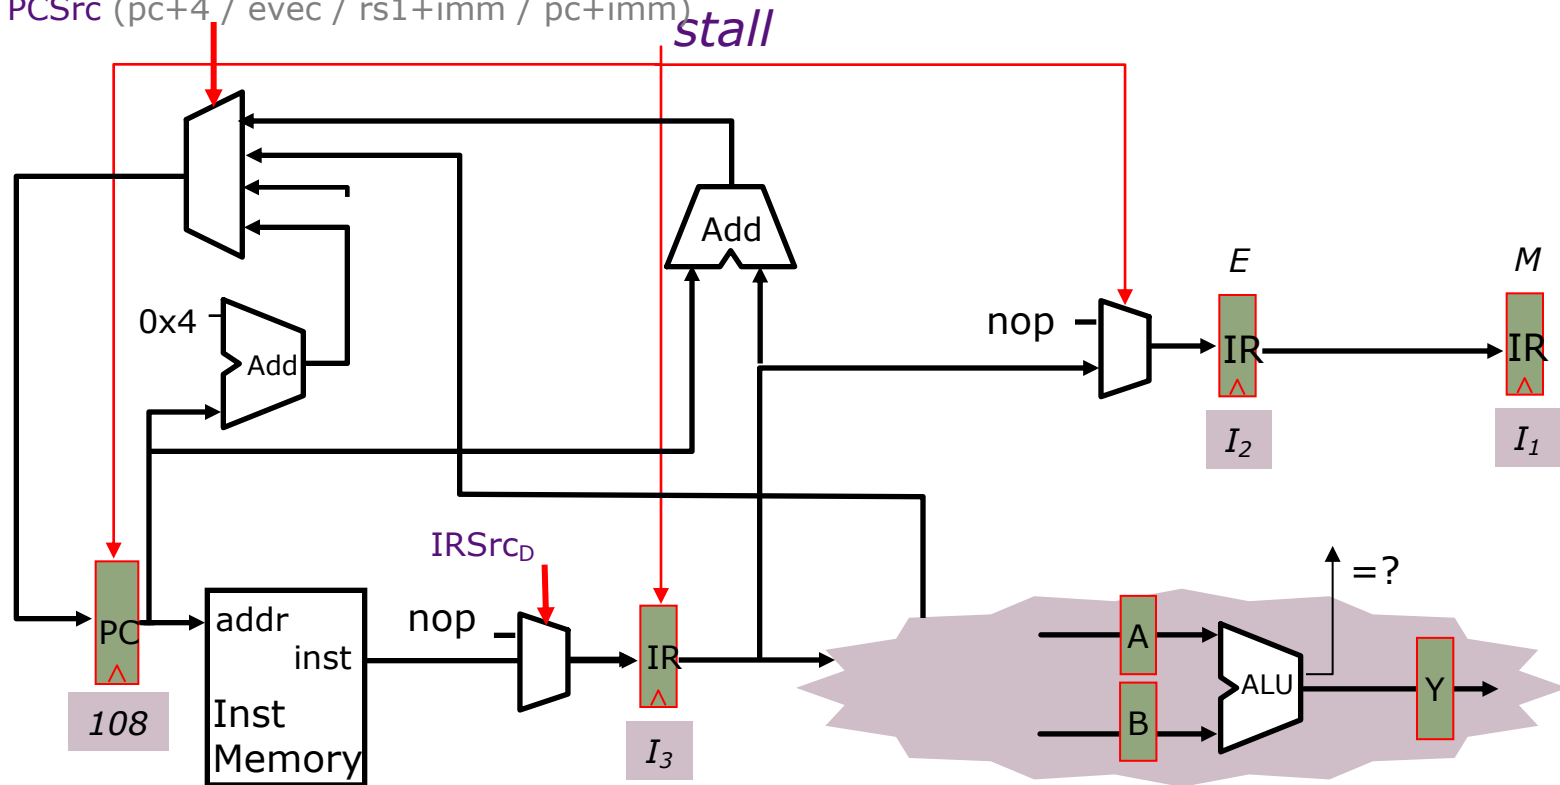 PCSrc (pc+4 / evec / rs1+imm / pc+imm)
stall
Add
E
M
0x4
Add
nop
IR
IR
I2
I1
IRSrcD
=?
PC
addr
inst
Inst
Memory
nop
IR
A
B
ALU
Y
108
I3